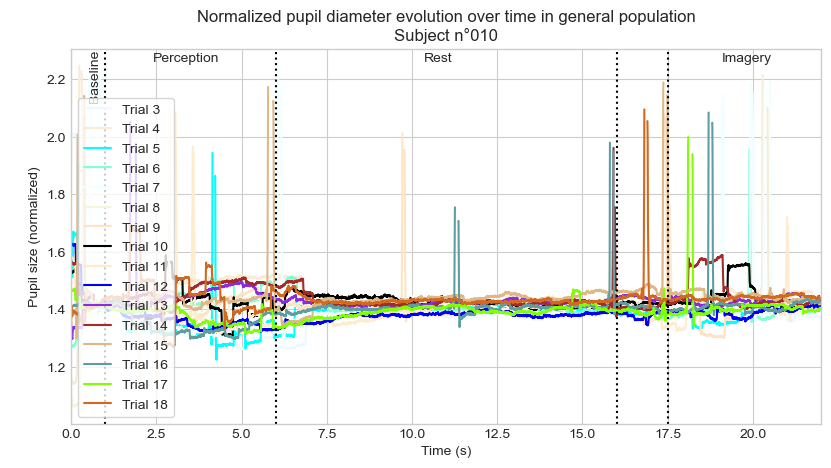 Normalized pupil diameter evolution over time in general population
Subject n°010
Baseline
Perception
Rest
Imagery
Pupil size (normalized)
2.2
2.0
1.8
1.6
1.4
1.2
Trial 3
Trial 4
Trial 5
Trial 6
Trial 7
Trial 8
Trial 9
Trial 10
Trial 11
Trial 12
Trial 13
Trial 14
Trial 15
Trial 16
Trial 17
Trial 18
0.0
2.5
5.0
7.5
10.0
12.5
15.0
17.5
20.0
Time (s)